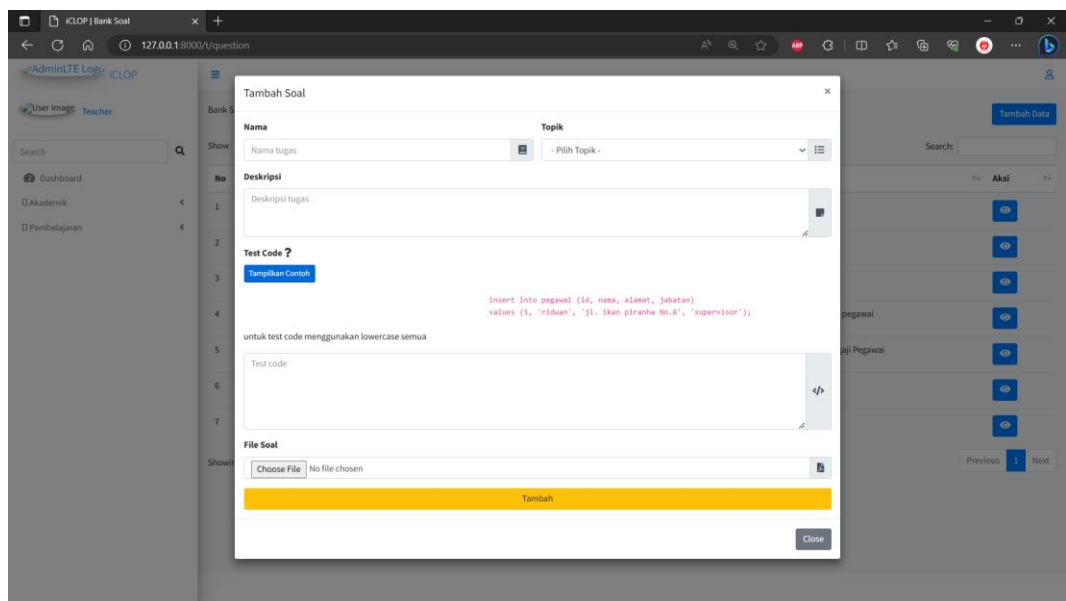 iCLOP | Bank Soal
127.0.0.1:8000/t/question
AdminLTE Logo iCLOP
User Image Teacher
Search
Dashboard
Akademik
Pembelajaran
Bank S
Tambah Data
Show
Search:
No
Aksi
1
2
3
4
pegawai
5
gaji Pegawai
6
7
Showin
Previous 1 Next
Tambah Soal
Nama
Topik
Nama tugas
- Pilih Topik -
Deskripsi
Deskripsi tugas
Test Code ?
Tampilkan Contoh
insert into pegawai (id, nama, alamat, jabatan)
values (1, 'ridwan', 'jl. ikan piranha No.8', 'supervisor');
untuk test code menggunakan lowercase semua
Test code
</>
File Soal
Choose File No file chosen
Tambah
Close